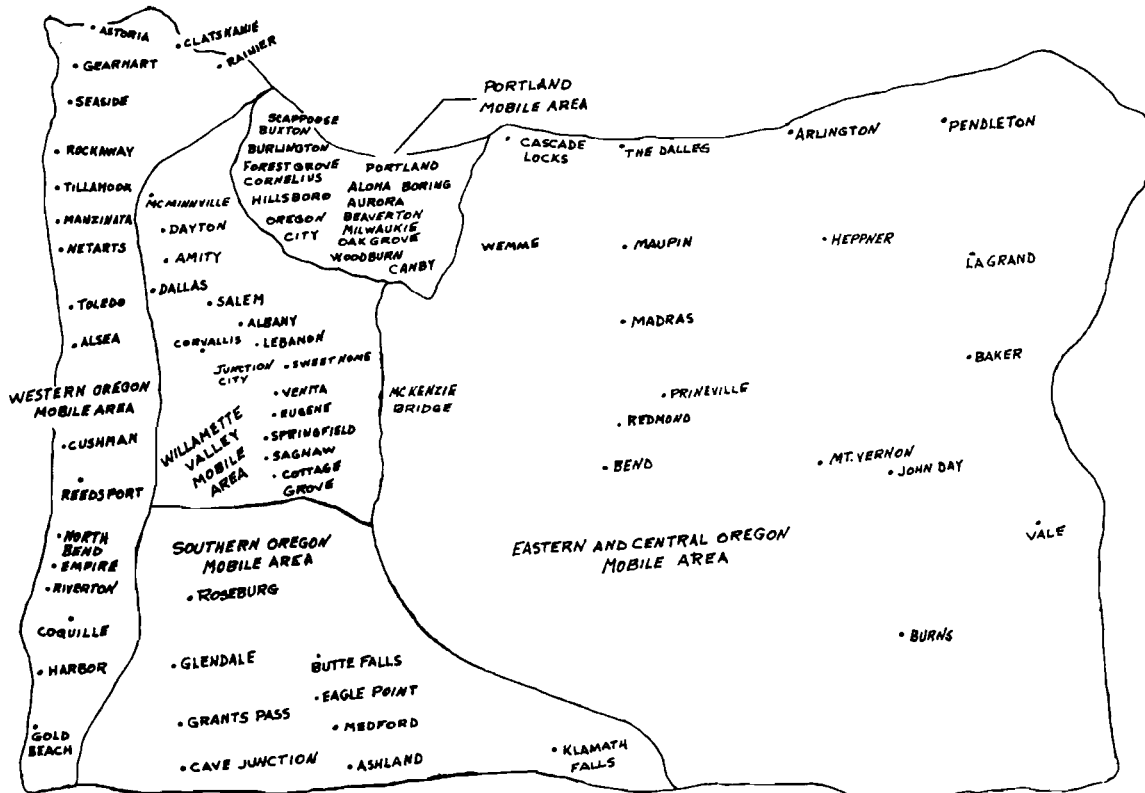 ASTORIA
CLATSKANIE
RAINIER
GEARHART
SEASIDE
ROCKAWAY
TILLAMOOK
MANZINATA
NETARTS
TOLEDO
ALSEA
WESTERN OREGON
MOBILE AREA
CUSHMAN
REEDSPORT
NORTH
BEND
EMPIRE
RIVERTON
COQUILLE
HARBOR
GOLD
BEACH
PORTLAND
MOBILE AREA
SCAPPOOSE
BUXTON
BURLINGTON
FOREST GROVE
CORNELIUS
HILLSBORO
OREGON
CITY
PORTLAND
ALOHA BORING
AURORA
BEAVERTON
MILWAUKIE
OAK GROVE
WOODBURN
CANBY
MCMINNVILLE
DAYTON
AMITY
DALLAS
SALEM
ALBANY
CORVALLIS
LEBANON
JUNCTION
CITY
SWEET HOME
VENITA
EUGENE
SPRINGFIELD
SAGHAW
COTTAGE
GROVE
WILLAMETTE
VALLEY
MOBILE
AREA
SOUTHERN OREGON
MOBILE AREA
ROSEBURG
GLENDALE
BUTTE FALLS
EAGLE POINT
GRANTS PASS
MEDFORD
CAVE JUNCTION
ASHLAND
KLAMATH
FALLS
CASCADE
LOCKS
THE DALLES
ARLINGTON
PENDLETON
WEMME
MAUPIN
HEPPNER
LA GRAND
MADRAS
BAKER
MCKENZIE
BRIDGE
PRINEVILLE
REDMOND
BEND
MT. VERNON
JOHN DAY
EASTERN AND CENTRAL OREGON
MOBILE AREA
VALE
BURNS